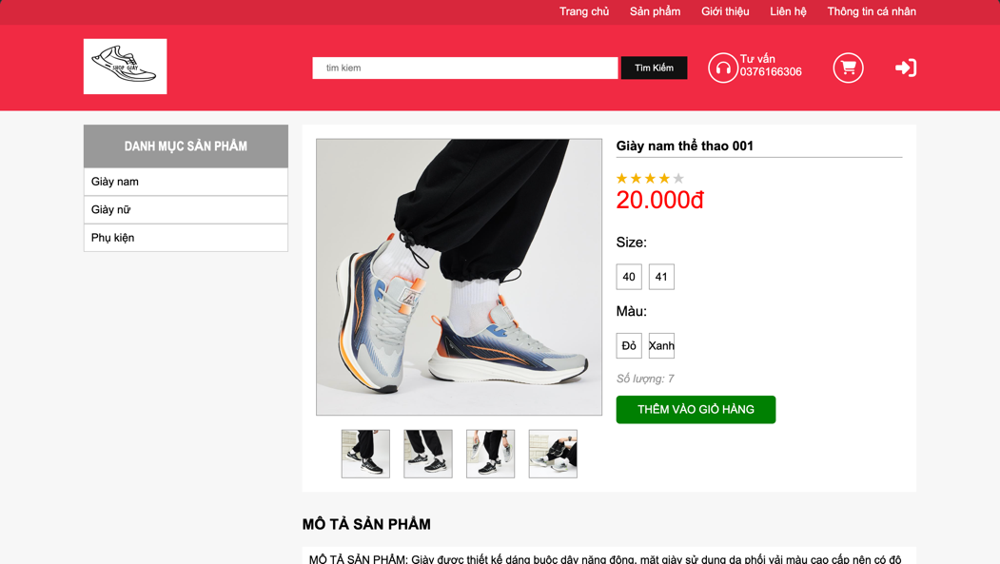 Trang chủ Sản phẩm Giới thiệu Liên hệ Thông tin cá nhân
SHOP GIÀY
tim kiem
Tìm Kiếm
Tư vấn
0376166306
DANH MỤC SẢN PHẨM
Giày nam
Giày nữ
Phụ kiện
Giày nam thể thao 001
20.000đ
Size:
40 41
Màu:
Đỏ Xanh
Số lượng: 7
THÊM VÀO GIỎ HÀNG
MÔ TẢ SẢN PHẨM
MÔ TẢ SẢN PHẨM: Giày được thiết kế dáng buộc dây năng động, mặt giày sử dụng da phối vải màu cao cấp nên có độ